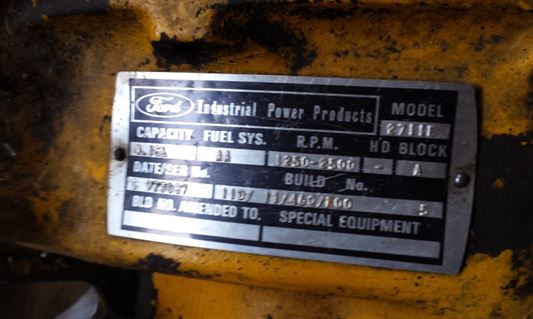 Ford Industrial Power Products MODEL
2711E
CAPACITY FUEL SYS. R.P.M. H'D BLOCK
AA 1250-2500 - A
DATE/SER No. BUILD No.
5
BLD NO. AMENDED TO. SPECIAL EQUIPMENT